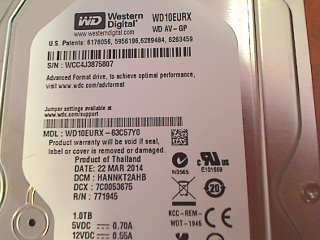 WD Western Digital WD10EURX
www.westerndigital.com WD AV-GP
U.S. Patents: 6178056, 5956196, 6289484, 6263459
S/N : WCC4J3875807
Advanced Format drive, to achieve optimal performance,
visit www.wdc.com/advformat
Jumper settings available at
www.wdc.com/support
MDL : WD10EURX-63C57Y0
Product warranty will be void if seal,
label or cover is removed or damaged.
Product of Thailand
DATE: 22 MAR 2014
DCM : HANNKT2AHB
DCX : 7C0053675
R/N : 771945
N3565
E101559
20
1.0TB
5VDC 0.70A
12VDC 0.55A
KCC-REM-
WDT-1945